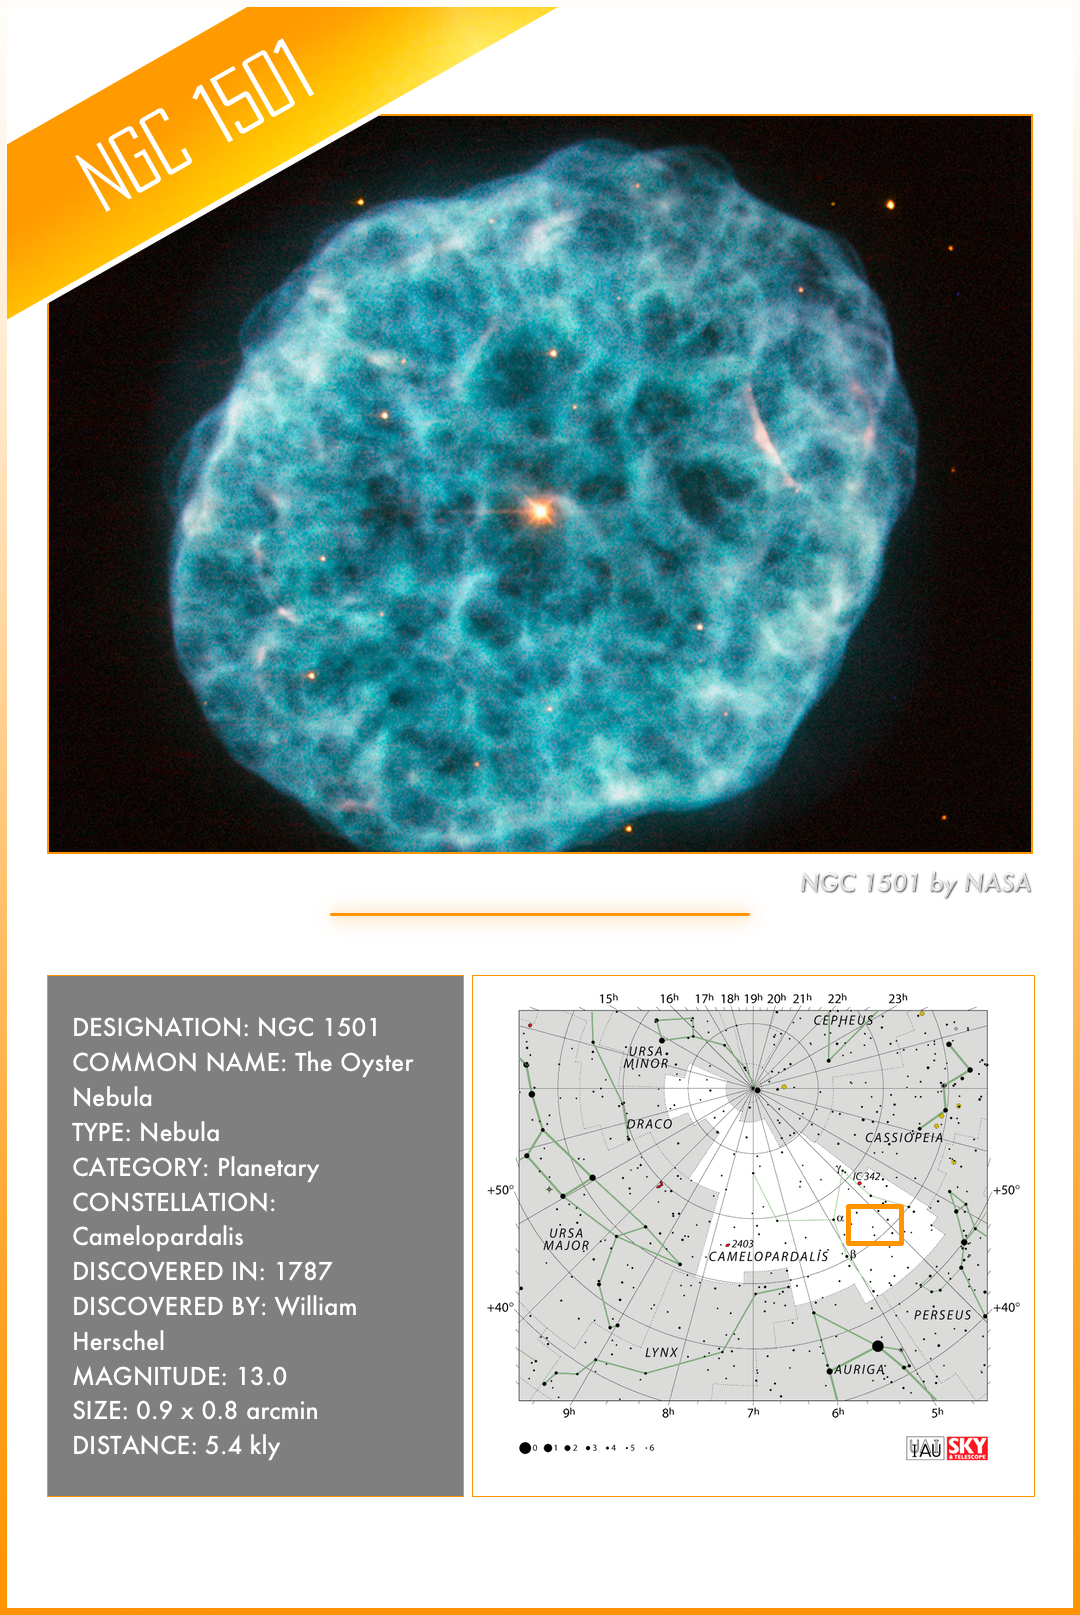 NGC 1501
NGC 1501 by NASA
DESIGNATION: NGC 1501
COMMON NAME: The Oyster
Nebula
TYPE: Nebula
CATEGORY: Planetary
CONSTELLATION:
Camelopardalis
DISCOVERED IN: 1787
DISCOVERED BY: William
Herschel
MAGNITUDE: 13.0
SIZE: 0.9 x 0.8 arcmin
DISTANCE: 5.4 kly
15h 16h 17h 18h 19h 20h 21h 22h 23h
CEPHEUS
URSA
MINOR
DRACO
CASSIOPEIA
γ
IC 342
+50° +50°
α
URSA
MAJOR
2403
CAMELOPARDALIS
β
+40° +40°
PERSEUS
LYNX
AURIGA
9h 8h 7h 6h 5h
0 1 2 3 4 5 6
IAU
SKY
& TELESCOPE